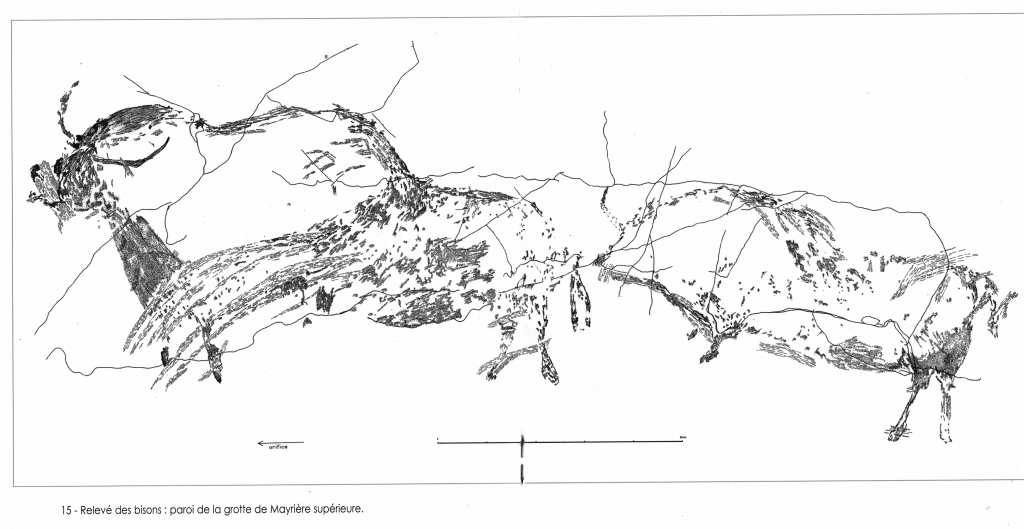 orifice
15 - Relevé des bisons : paroi de la grotte de Mayrière supérieure.